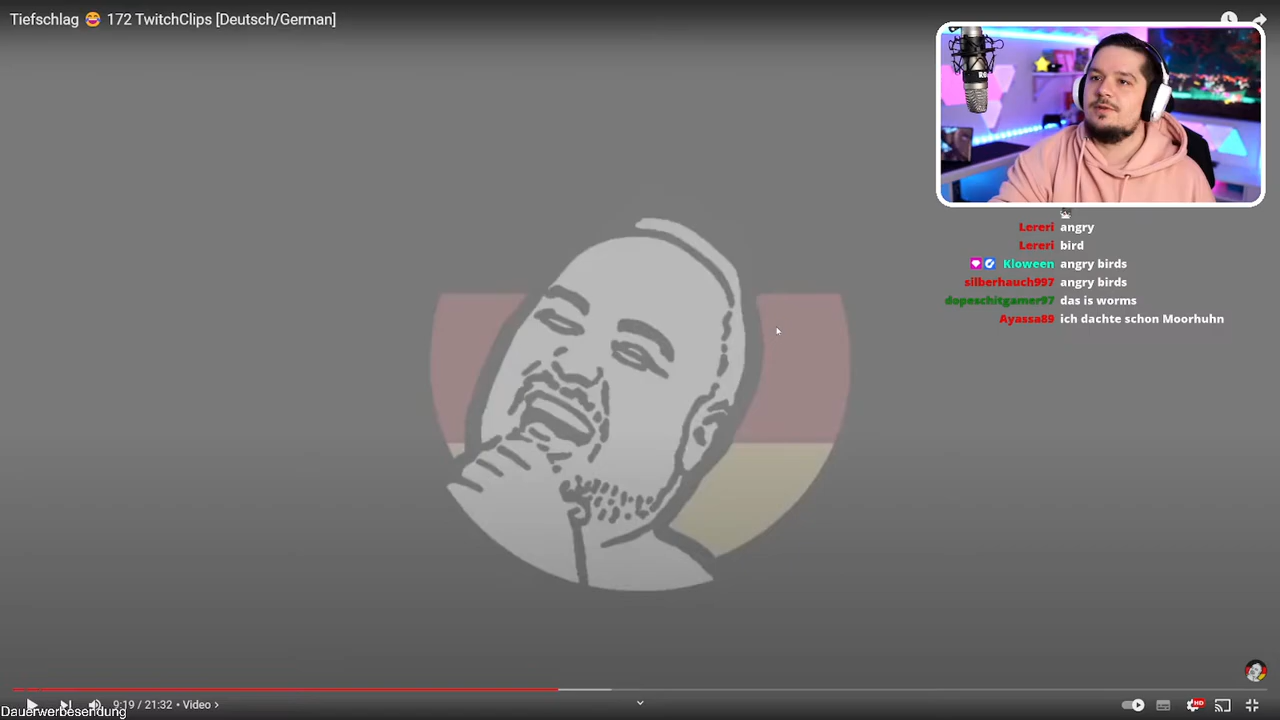 Tiefschlag 😂 172 TwitchClips [Deutsch/German]
Lereri angry
Lereri bird
Kloween angry birds
silberhauch997 angry birds
dopeschitgamer97 das is worms
Ayassa89 ich dachte schon Moorhuhn
9:19 / 21:32 • Video
HD
Dauerwerbesendung